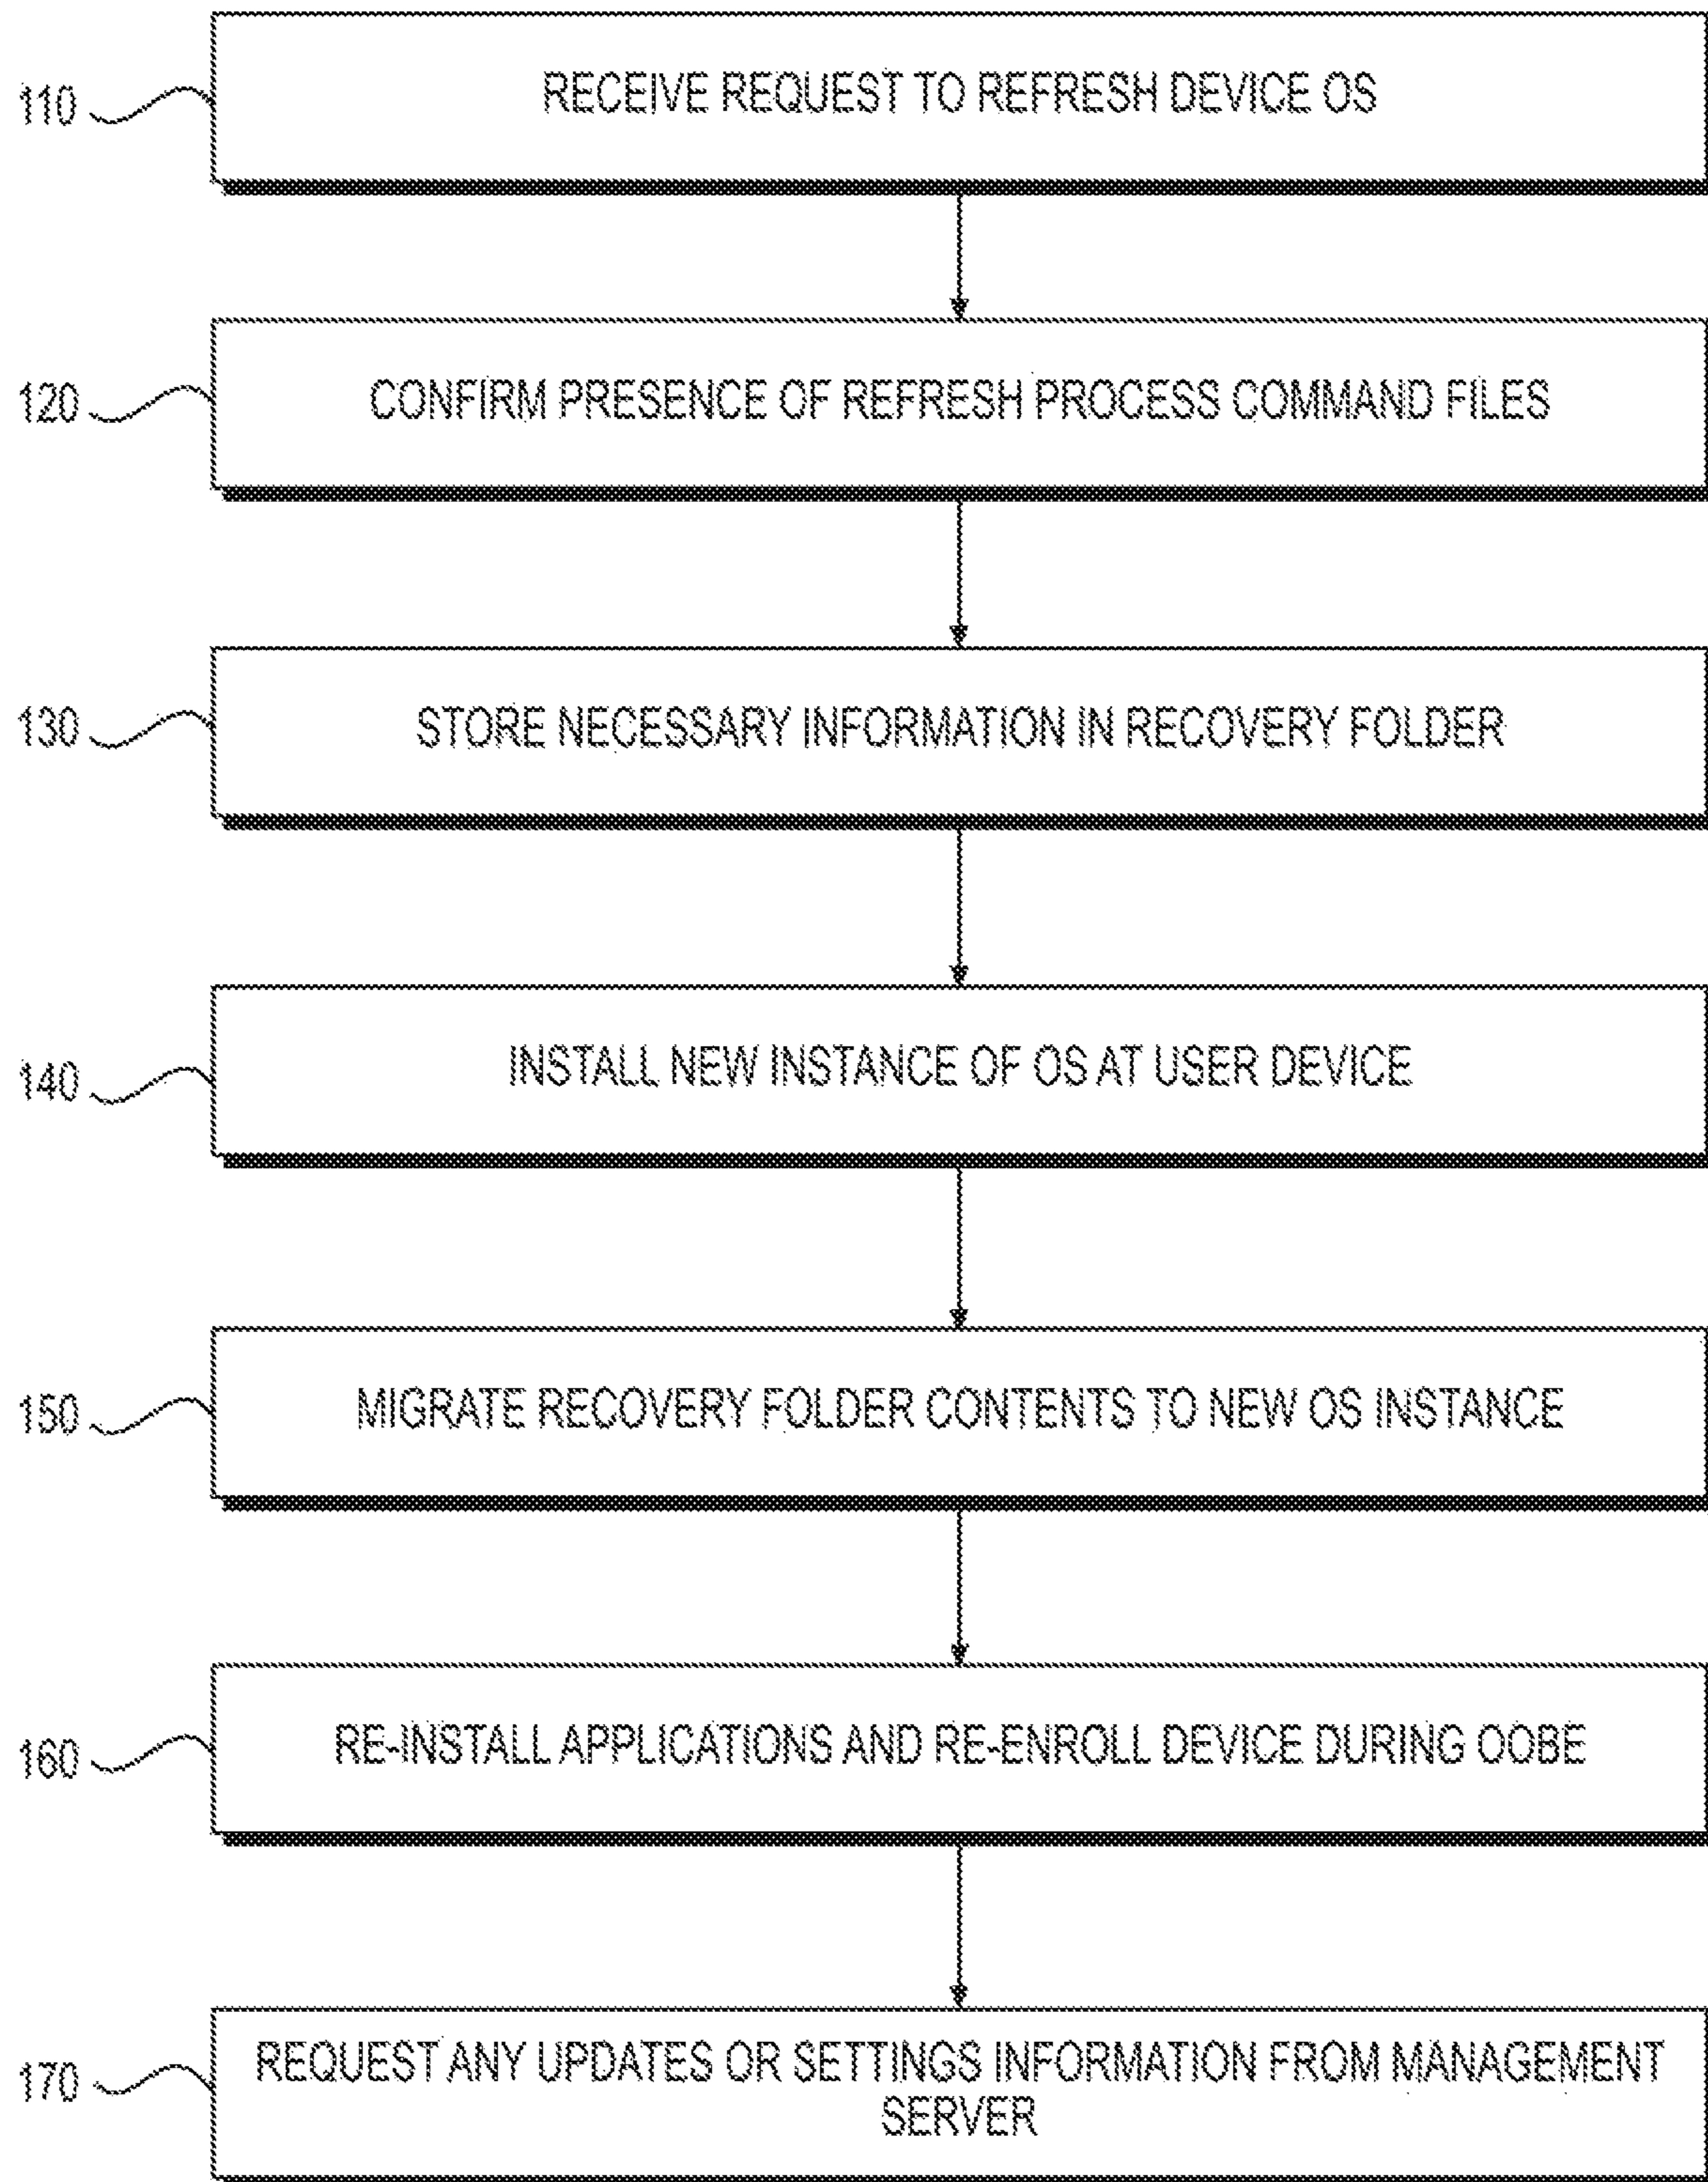 110
RECEIVE REQUEST TO REFRESH DEVICE OS
120
CONFIRM PRESENCE OF REFRESH PROCESS COMMAND FILES
130
STORE NECESSARY INFORMATION IN RECOVERY FOLDER
140
INSTALL NEW INSTANCE OF OS AT USER DEVICE
150
MIGRATE RECOVERY FOLDER CONTENTS TO NEW OS INSTANCE
160
RE-INSTALL APPLICATIONS AND RE-ENROLL DEVICE DURING OOBE
170
REQUEST ANY UPDATES OR SETTINGS INFORMATION FROM MANAGEMENT
SERVER